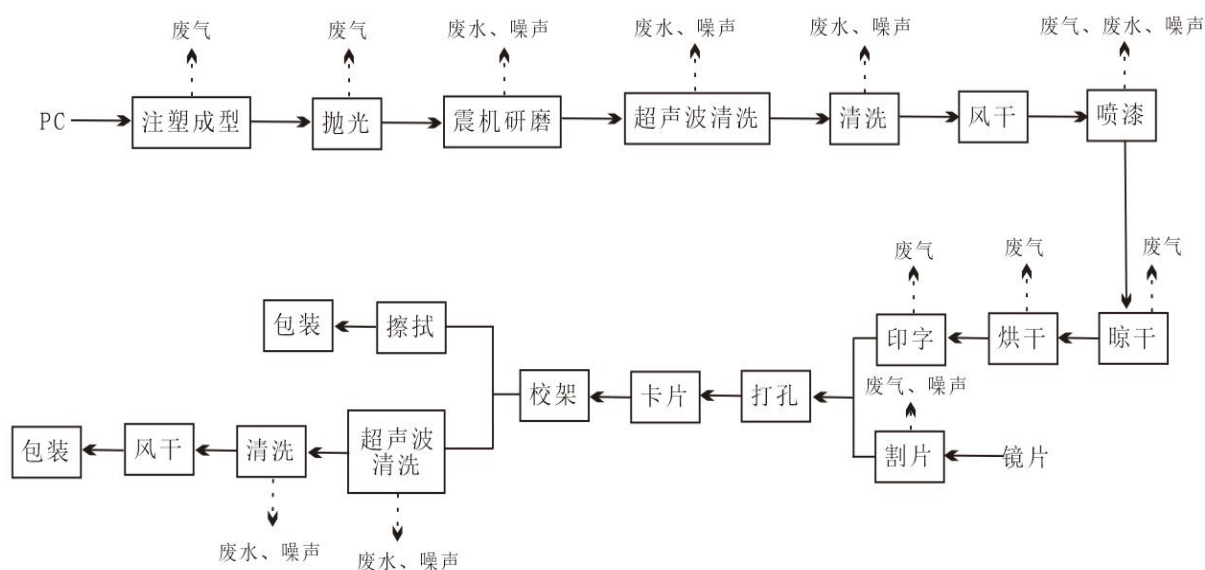 废气
废气
废水、噪声
废水、噪声
废水、噪声
废气、废水、噪声
PC
注塑成型
抛光
震机研磨
超声波清洗
清洗
风干
喷漆
废气
废气
废气
包装
擦拭
印字
烘干
晾干
校架
卡片
打孔
废气、噪声
包装
风干
清洗
超声波
清洗
割片
镜片
废水、噪声
废水、噪声